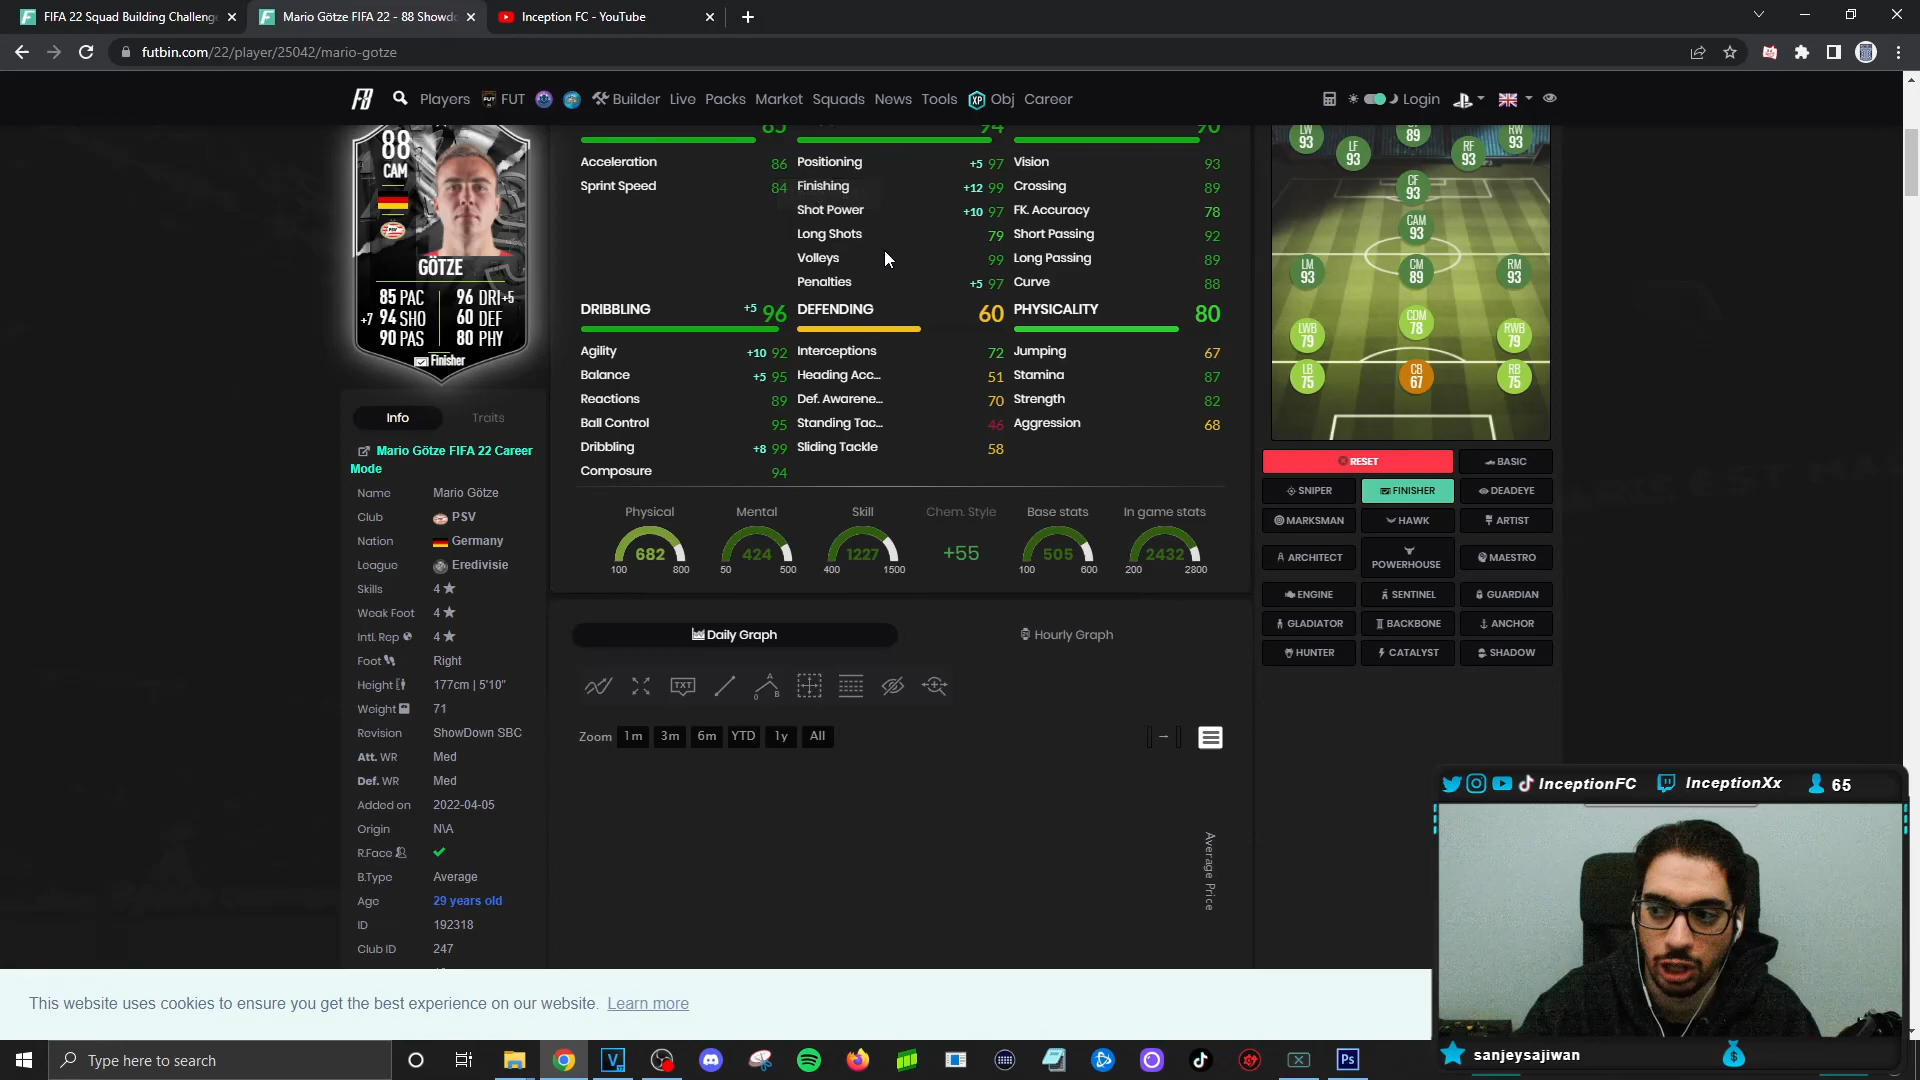 FIFA 22 Squad Building Challeng
Mario Götze FIFA 22 - 88 Showdo
Inception FC - YouTube
futbin.com/22/player/25042/mario-gotze
Players FUT Builder Live Packs Market Squads News Tools XP Obj Career Login
88
CAM
PSV
GÖTZE
85 PAC 96 DRI+5
+7 94 SHO 60 DEF
90 PAS 80 PHY
Finisher
85 94 90
Acceleration 86 Positioning +5 97 Vision 93
Sprint Speed 84 Finishing +12 99 Crossing 89
Shot Power +10 97 FK. Accuracy 78
Long Shots 79 Short Passing 92
Volleys 99 Long Passing 89
Penalties +5 97 Curve 88
DRIBBLING +5 96 DEFENDING 60 PHYSICALITY 80
Agility +10 92 Interceptions 72 Jumping 67
Balance +5 95 Heading Acc... 51 Stamina 87
Reactions 89 Def. Awarene... 70 Strength 82
Ball Control 95 Standing Tac... 46 Aggression 68
Dribbling +8 99 Sliding Tackle 58
Composure 94
Physical Mental Skill Chem. Style Base stats In game stats
682 424 1227 +55 505 2432
100 800 50 500 400 1500 100 600 200 2800
Daily Graph Hourly Graph
TXT
A
0 B
Zoom 1m 3m 6m YTD 1y All
→
Average Price
Info Traits
Mario Götze FIFA 22 Career
Mode
Name Mario Götze
Club PSV
Nation Germany
League Eredivisie
Skills 4
Weak Foot 4
Intl. Rep 4
Foot Right
Height 177cm | 5'10"
Weight 71
Revision ShowDown SBC
Att. WR Med
Def. WR Med
Added on 2022-04-05
Origin N\A
R.Face
B.Type Average
Age 29 years old
ID 192318
Club ID 247
LW 93
89
RW 93
LF 93
RF 93
CF 93
CAM 93
LM 93
CM 89
RM 93
LWB 79
CDM 78
RWB 79
LB 75
CB 67
RB 75
RESET BASIC
SNIPER FINISHER DEADEYE
MARKSMAN HAWK ARTIST
ARCHITECT POWERHOUSE MAESTRO
ENGINE SENTINEL GUARDIAN
GLADIATOR BACKBONE ANCHOR
HUNTER CATALYST SHADOW
InceptionFC InceptionXx 65
sanjeysajiwan
This website uses cookies to ensure you get the best experience on our website. Learn more
Type here to search
V
Ps